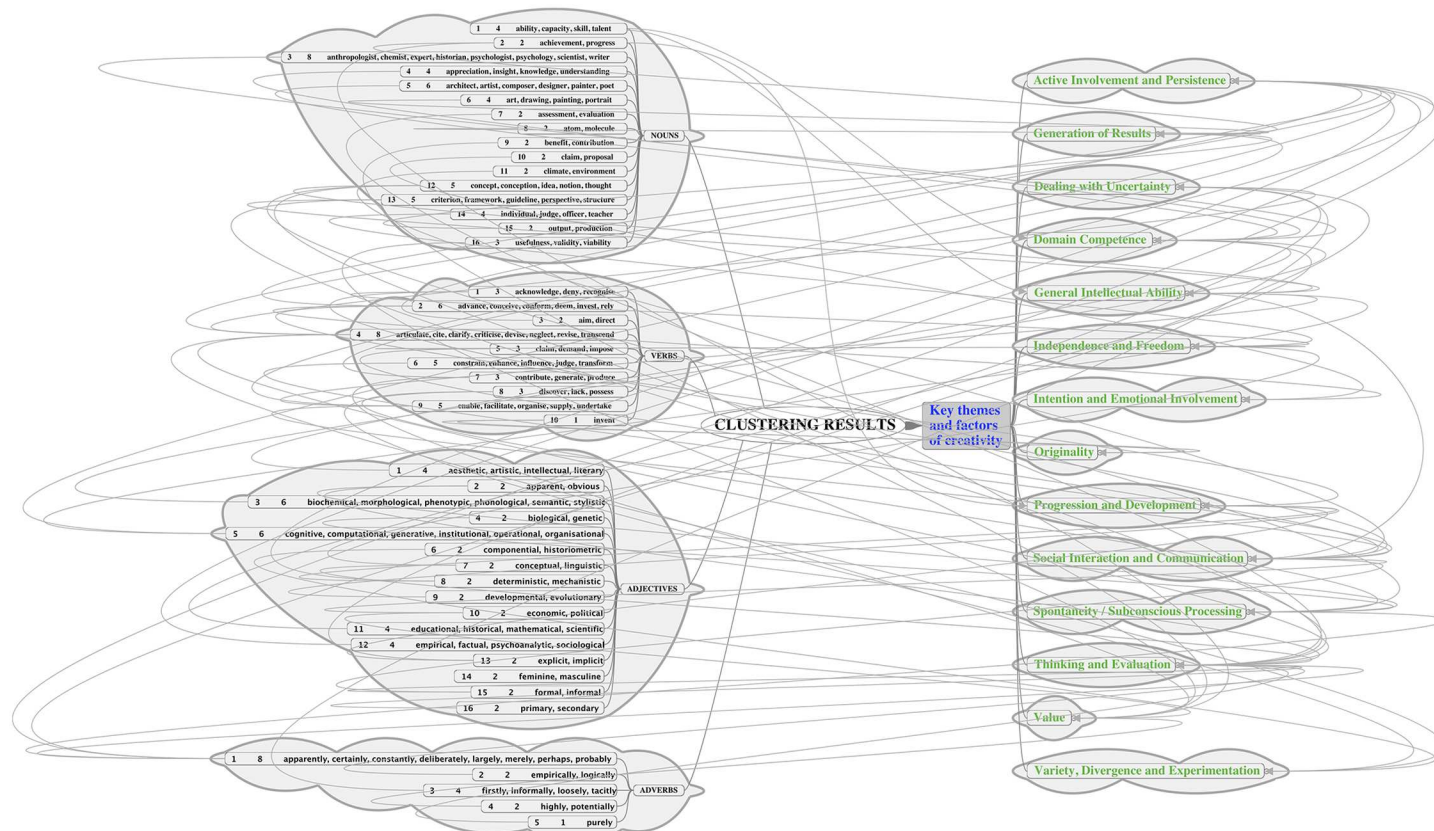 1 4 ability, capacity, skill, talent
2 2 achievement, progress
3 8 anthropologist, chemist, expert, historian, psychologist, psychology, scientist, writer
4 4 appreciation, insight, knowledge, understanding
5 6 architect, artist, composer, designer, painter, poet
6 4 art, drawing, painting, portrait
7 2 assessment, evaluation
8 2 atom, molecule
9 2 benefit, contribution
10 2 claim, proposal
11 2 climate, environment
12 5 concept, conception, idea, notion, thought
13 5 criterion, framework, guideline, perspective, structure
14 4 individual, judge, officer, teacher
15 2 output, production
16 3 usefulness, validity, viability
NOUNS
1 3 acknowledge, deny, recognise
2 6 advance, conceive, conform, deem, invest, rely
3 2 aim, direct
4 8 articulate, cite, clarify, criticise, devise, neglect, revise, transcend
5 3 claim, demand, impose
6 5 constrain, enhance, influence, judge, transform
7 3 contribute, generate, produce
8 3 discover, lack, possess
9 5 enable, facilitate, organise, supply, undertake
10 1 invent
VERBS
1 4 aesthetic, artistic, intellectual, literary
2 2 apparent, obvious
3 6 biochemical, morphological, phenotypic, phonological, semantic, stylistic
4 2 biological, genetic
5 6 cognitive, computational, generative, institutional, operational, organisational
6 2 componential, historiometric
7 2 conceptual, linguistic
8 2 deterministic, mechanistic
9 2 developmental, evolutionary
10 2 economic, political
11 4 educational, historical, mathematical, scientific
12 4 empirical, factual, psychoanalytic, sociological
13 2 explicit, implicit
14 2 feminine, masculine
15 2 formal, informal
16 2 primary, secondary
ADJECTIVES
1 8 apparently, certainly, constantly, deliberately, largely, merely, perhaps, probably
2 2 empirically, logically
3 4 firstly, informally, loosely, tacitly
4 2 highly, potentially
5 1 purely
ADVERBS
CLUSTERING RESULTS
Key themes
and factors
of creativity
Active Involvement and Persistence
Generation of Results
Dealing with Uncertainty
Domain Competence
General Intellectual Ability
Independence and Freedom
Intention and Emotional Involvement
Originality
Progression and Development
Social Interaction and Communication
Spontaneity / Subconscious Processing
Thinking and Evaluation
Value
Variety, Divergence and Experimentation